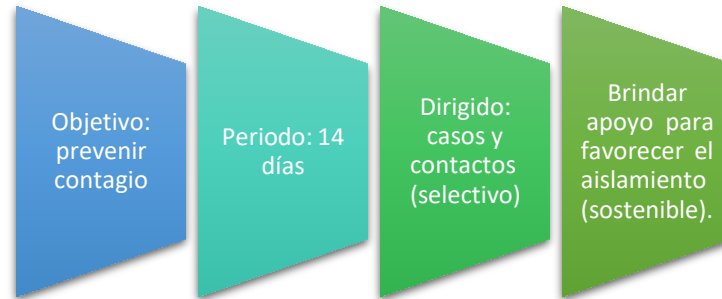 Objetivo:
prevenir
contagio
Periodo: 14
días
Dirigido:
casos y
contactos
(selectivo)
Brindar
apoyo para
favorecer el
aislamiento
(sostenible).